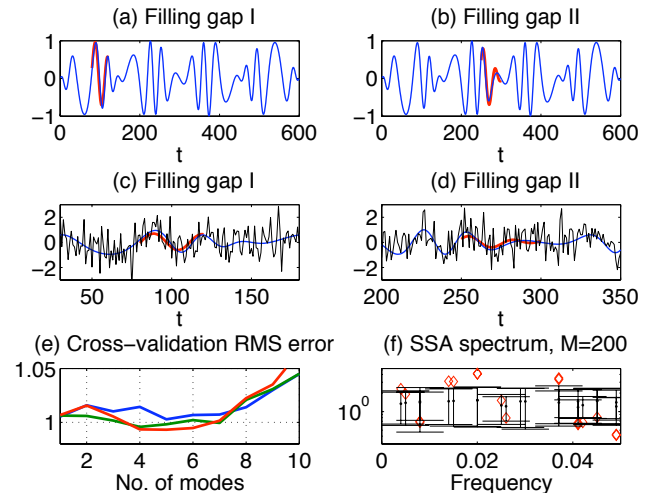 (a) Filling gap I
(b) Filling gap II
1
0
−1
0 200 400 600
t
1
0
−1
0 200 400 600
t
(c) Filling gap I
(d) Filling gap II
2
0
−2
50 100 150
t
2
0
−2
200 250 300 350
t
(e) Cross−validation RMS error
(f) SSA spectrum, M=200
1.05
1
2 4 6 8 10
No. of modes
10^0
0 0.02 0.04
Frequency